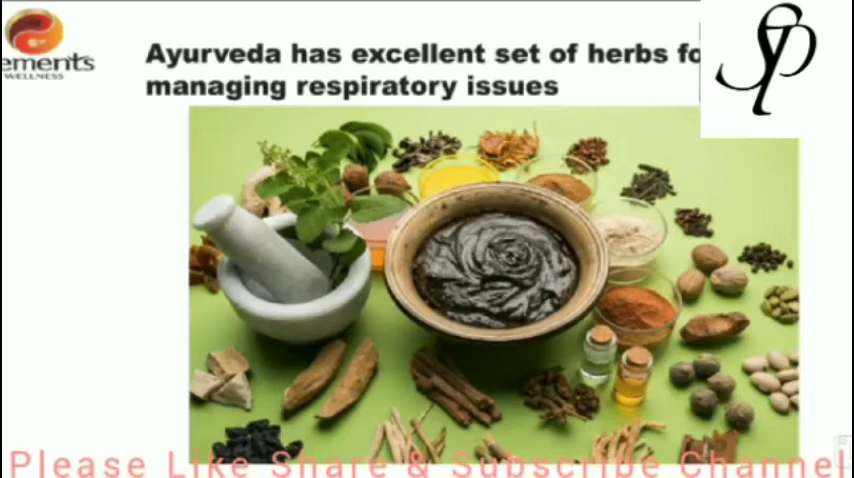 ements
WELLNESS
Ayurveda has excellent set of herbs fo
managing respiratory issues
Please Like Share & Subscribe Channel